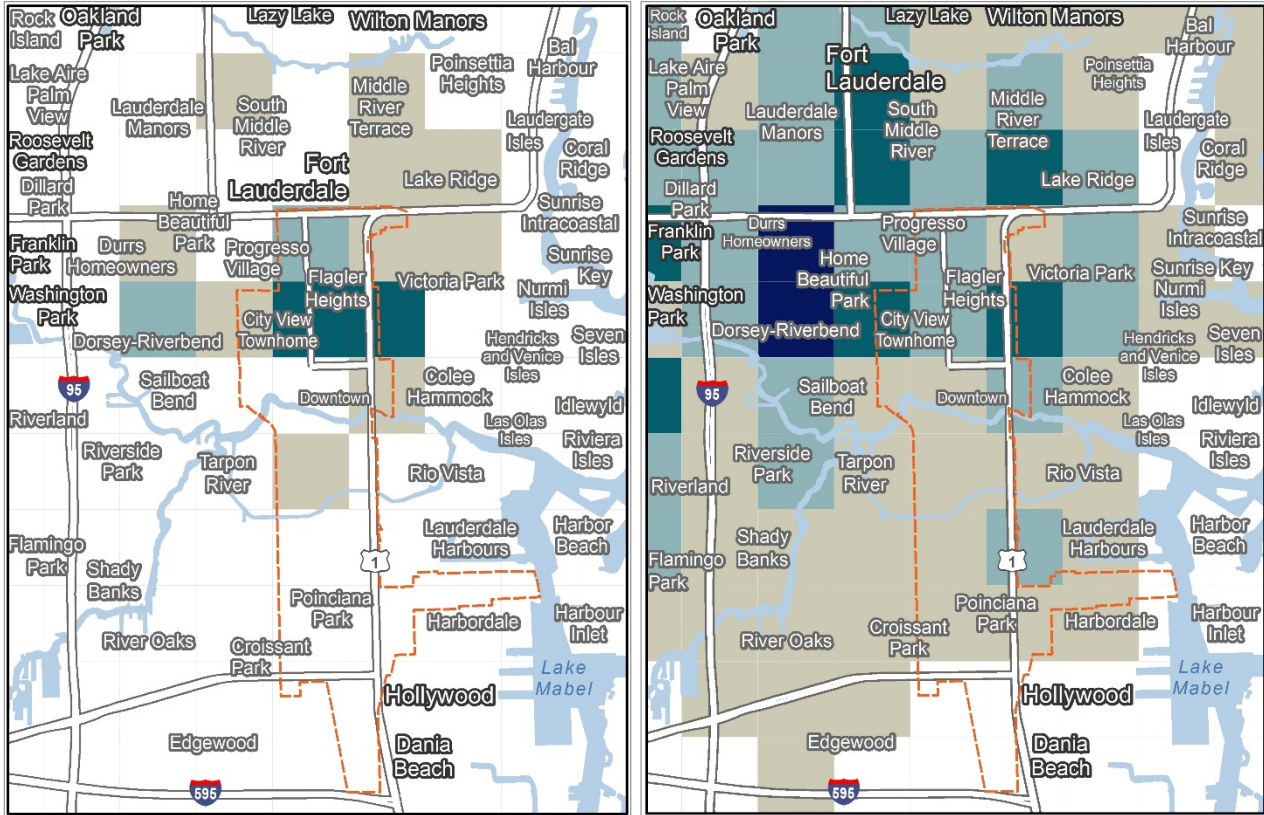 Rock
Island
Oakland
Park
Lazy Lake
Wilton Manors
Bal
Harbour
Poinsettia
Heights
Lake Aire
Palm
View
Lauderdale
Manors
South
Middle
River
Middle
River
Terrace
Laudergate
Isles
Coral
Ridge
Roosevelt
Gardens
Fort
Lauderdale
Lake Ridge
Dillard
Park
Home
Beautiful
Park
Sunrise
Intracoastal
Franklin
Park
Durrs
Homeowners
Progresso
Village
Flagler
Heights
Victoria Park
Sunrise
Key
Nurmi
Isles
Washington
Park
City View
Townhome
Dorsey-Riverbend
Hendricks
and Venice
Isles
Seven
Isles
Sailboat
Bend
95
Downtown
Colee
Hammock
Idlewyld
Riverland
Las Olas
Isles
Riviera
Isles
Riverside
Park
Tarpon
River
Rio Vista
Lauderdale
Harbours
Harbor
Beach
Flamingo
Park
Shady
Banks
1
Poinciana
Park
Harbordale
Harbour
Inlet
River Oaks
Croissant
Park
Lake
Mabel
Hollywood
Edgewood
Dania
Beach
595
Rock
Island
Oakland
Park
Lazy Lake
Wilton Manors
Bal
Harbour
Fort
Lauderdale
Poinsettia
Heights
Lake Aire
Palm
View
Lauderdale
Manors
South
Middle
River
Middle
River
Terrace
Laudergate
Isles
Coral
Ridge
Roosevelt
Gardens
Lake Ridge
Dillard
Park
Durrs
Homeowners
Progresso
Village
Sunrise
Intracoastal
Franklin
Park
Home
Beautiful
Park
Flagler
Heights
Victoria Park
Sunrise Key
Nurmi
Isles
Washington
Park
Dorsey-Riverbend
City View
Townhome
Hendricks
and Venice
Isles
Seven
Isles
95
Sailboat
Bend
Downtown
Colee
Hammock
Idlewyld
Las Olas
Isles
Riviera
Isles
Riverside
Park
Tarpon
River
Rio Vista
Riverland
Shady
Banks
Lauderdale
Harbours
Harbor
Beach
Flamingo
Park
1
Poinciana
Park
Harbordale
Harbour
Inlet
River Oaks
Croissant
Park
Lake
Mabel
Hollywood
Edgewood
Dania
Beach
595